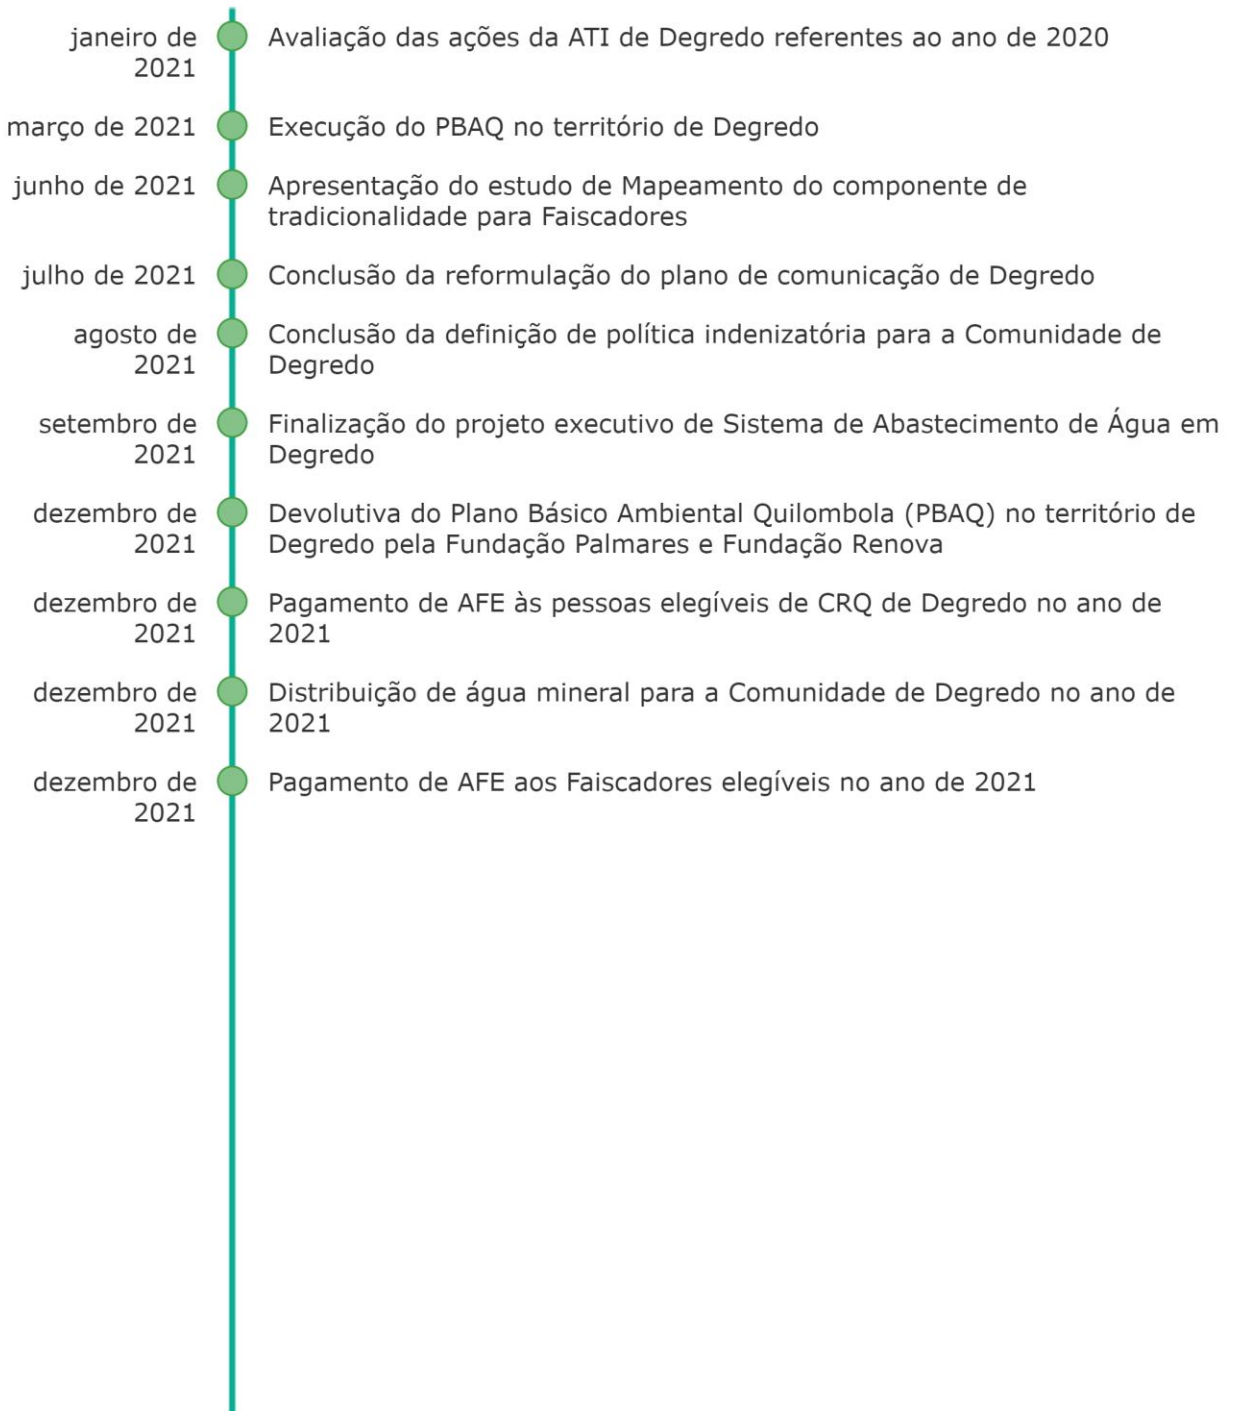 janeiro de
2021
Avaliação das ações da ATI de Degredo referentes ao ano de 2020
março de 2021
Execução do PBAQ no território de Degredo
junho de 2021
Apresentação do estudo de Mapeamento do componente de
tradicionalidade para Faiscadores
julho de 2021
Conclusão da reformulação do plano de comunicação de Degredo
agosto de
2021
Conclusão da definição de política indenizatória para a Comunidade de
Degredo
setembro de
2021
Finalização do projeto executivo de Sistema de Abastecimento de Água em
Degredo
dezembro de
2021
Devolutiva do Plano Básico Ambiental Quilombola (PBAQ) no território de
Degredo pela Fundação Palmares e Fundação Renova
dezembro de
2021
Pagamento de AFE às pessoas elegíveis de CRQ de Degredo no ano de
2021
dezembro de
2021
Distribuição de água mineral para a Comunidade de Degredo no ano de
2021
dezembro de
2021
Pagamento de AFE aos Faiscadores elegíveis no ano de 2021